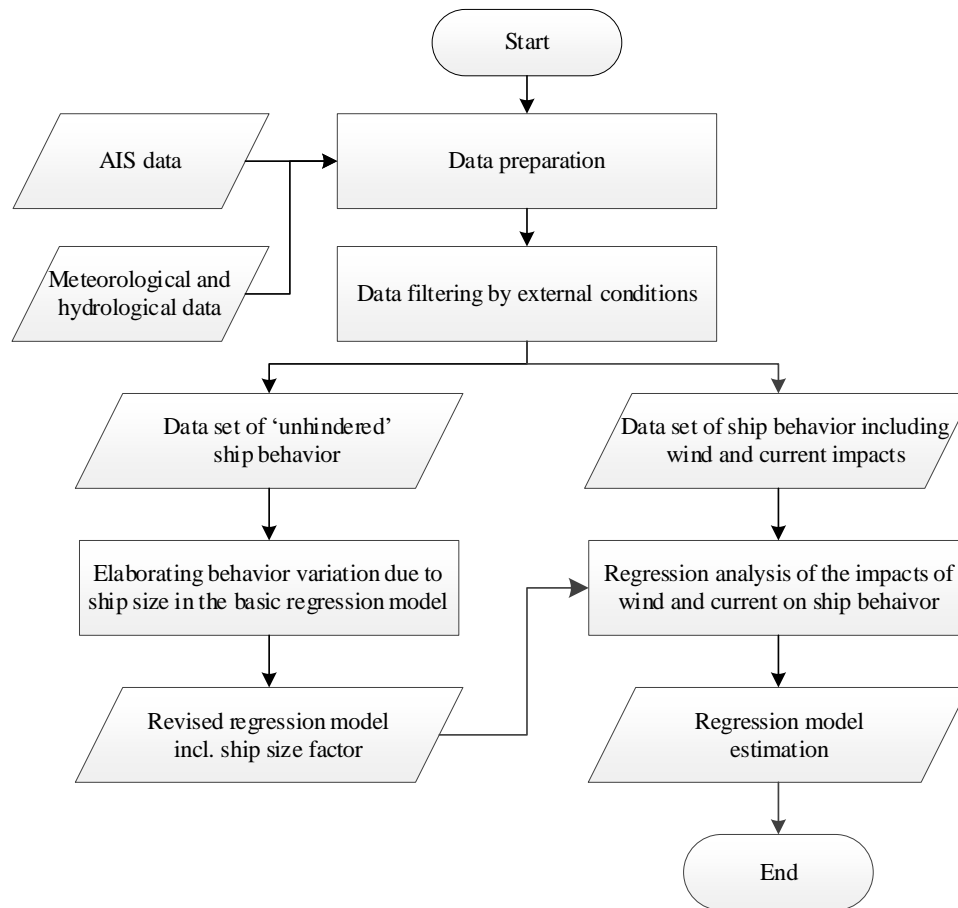 Start
AIS data
Data preparation
Meteorological and
hydrological data
Data filtering by external conditions
Data set of ‘unhindered’
ship behavior
Data set of ship behavior including
wind and current impacts
Elaborating behavior variation due to
ship size in the basic regression model
Regression analysis of the impacts of
wind and current on ship behaivor
Revised regression model
incl. ship size factor
Regression model
estimation
End